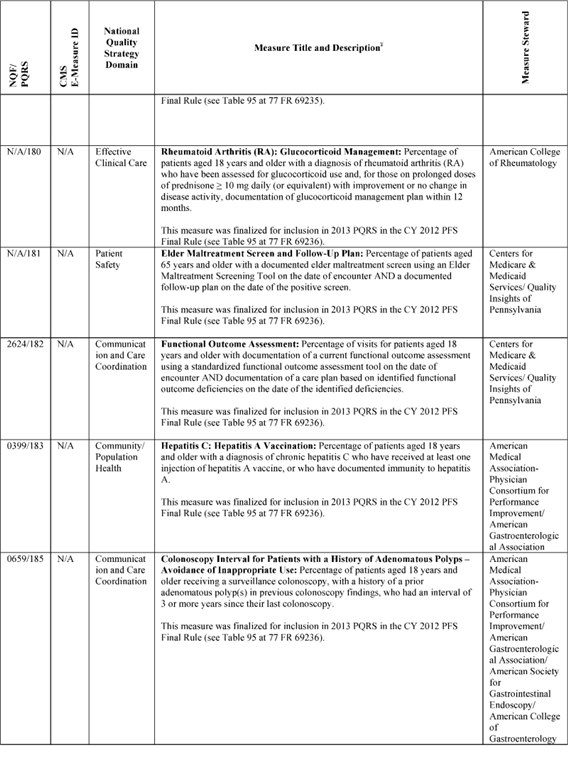 NQF/
PQRS
CMS
E-Measure ID
National
Quality
Strategy
Domain
Measure Title and Description¥
Measure Steward
Final Rule (see Table 95 at 77 FR 69235).
N/A/180
N/A
Effective
Clinical Care
Rheumatoid Arthritis (RA): Glucocorticoid Management: Percentage of
patients aged 18 years and older with a diagnosis of rheumatoid arthritis (RA)
who have been assessed for glucocorticoid use and, for those on prolonged doses
of prednisone ≥ 10 mg daily (or equivalent) with improvement or no change in
disease activity, documentation of glucocorticoid management plan within 12
months.
This measure was finalized for inclusion in 2013 PQRS in the CY 2012 PFS
Final Rule (see Table 95 at 77 FR 69236).
American College
of Rheumatology
N/A/181
N/A
Patient
Safety
Elder Maltreatment Screen and Follow-Up Plan: Percentage of patients aged
65 years and older with a documented elder maltreatment screen using an Elder
Maltreatment Screening Tool on the date of encounter AND a documented
follow-up plan on the date of the positive screen.
This measure was finalized for inclusion in 2013 PQRS in the CY 2012 PFS
Final Rule (see Table 95 at 77 FR 69236).
Centers for
Medicare &
Medicaid
Services/ Quality
Insights of
Pennsylvania
2624/182
N/A
Communicat
ion and Care
Coordination
Functional Outcome Assessment: Percentage of visits for patients aged 18
years and older with documentation of a current functional outcome assessment
using a standardized functional outcome assessment tool on the date of
encounter AND documentation of a care plan based on identified functional
outcome deficiencies on the date of the identified deficiencies.
This measure was finalized for inclusion in 2013 PQRS in the CY 2012 PFS
Final Rule (see Table 95 at 77 FR 69236).
Centers for
Medicare &
Medicaid
Services/ Quality
Insights of
Pennsylvania
0399/183
N/A
Community/
Population
Health
Hepatitis C: Hepatitis A Vaccination: Percentage of patients aged 18 years
and older with a diagnosis of chronic hepatitis C who have received at least one
injection of hepatitis A vaccine, or who have documented immunity to hepatitis
A.
This measure was finalized for inclusion in 2013 PQRS in the CY 2012 PFS
Final Rule (see Table 95 at 77 FR 69236).
American
Medical
Association-
Physician
Consortium for
Performance
Improvement/
American
Gastroenterologic
al Association
0659/185
N/A
Communicat
ion and Care
Coordination
Colonoscopy Interval for Patients with a History of Adenomatous Polyps –
Avoidance of Inappropriate Use: Percentage of patients aged 18 years and
older receiving a surveillance colonoscopy, with a history of a prior
adenomatous polyp(s) in previous colonoscopy findings, who had an interval of
3 or more years since their last colonoscopy.
This measure was finalized for inclusion in 2013 PQRS in the CY 2012 PFS
Final Rule (see Table 95 at 77 FR 69236).
American
Medical
Association-
Physician
Consortium for
Performance
Improvement/
American
Gastroenterologic
al Association/
American Society
for
Gastrointestinal
Endoscopy/
American College
of
Gastroenterology